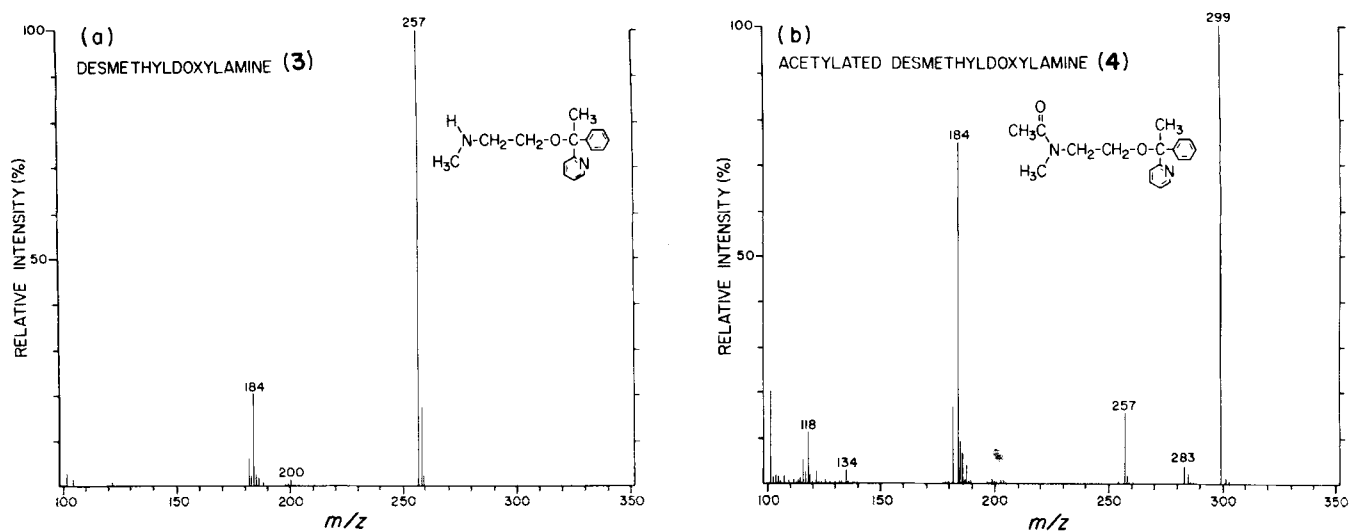 (a)
DESMETHYLDOXYLAMINE (3)
257
184
200
H
N-CH₂-CH₂-O-C
CH₃
H₃C
N
100
50
RELATIVE INTENSITY (%)
100 150 200 250 300 350
m/z
(b)
ACETYLATED DESMETHYLDOXYLAMINE (4)
299
184
257
283
118
134
O
CH₃C
N-CH₂-CH₂-O-C
CH₃
H₃C
N
100
50
RELATIVE INTENSITY (%)
100 150 200 250 300 350
m/z